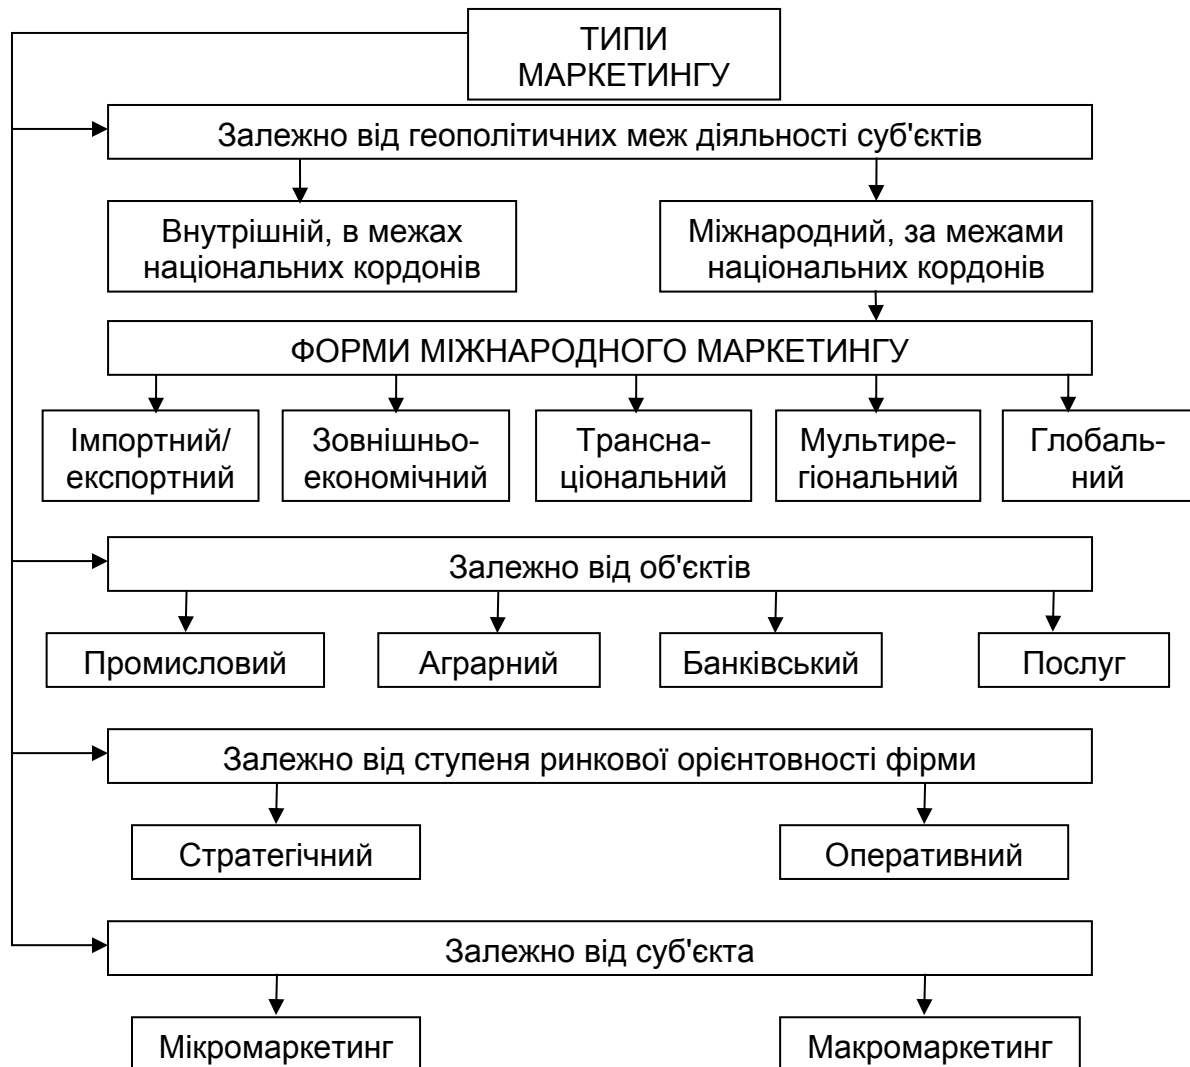 ТИПИ
МАРКЕТИНГУ
Залежно від геополітичних меж діяльності суб'єктів
Внутрішній, в межах
національних кордонів
Міжнародний, за межами
національних кордонів
ФОРМИ МІЖНАРОДНОГО МАРКЕТИНГУ
Імпортний/
експортний
Зовнішньо-
економічний
Трансна-
ціональний
Мультире-
гіональний
Глобаль-
ний
Залежно від об'єктів
Промисловий
Аграрний
Банківський
Послуг
Залежно від ступеня ринкової орієнтовності фірми
Стратегічний
Оперативний
Залежно від суб'єкта
Мікромаркетинг
Макромаркетинг